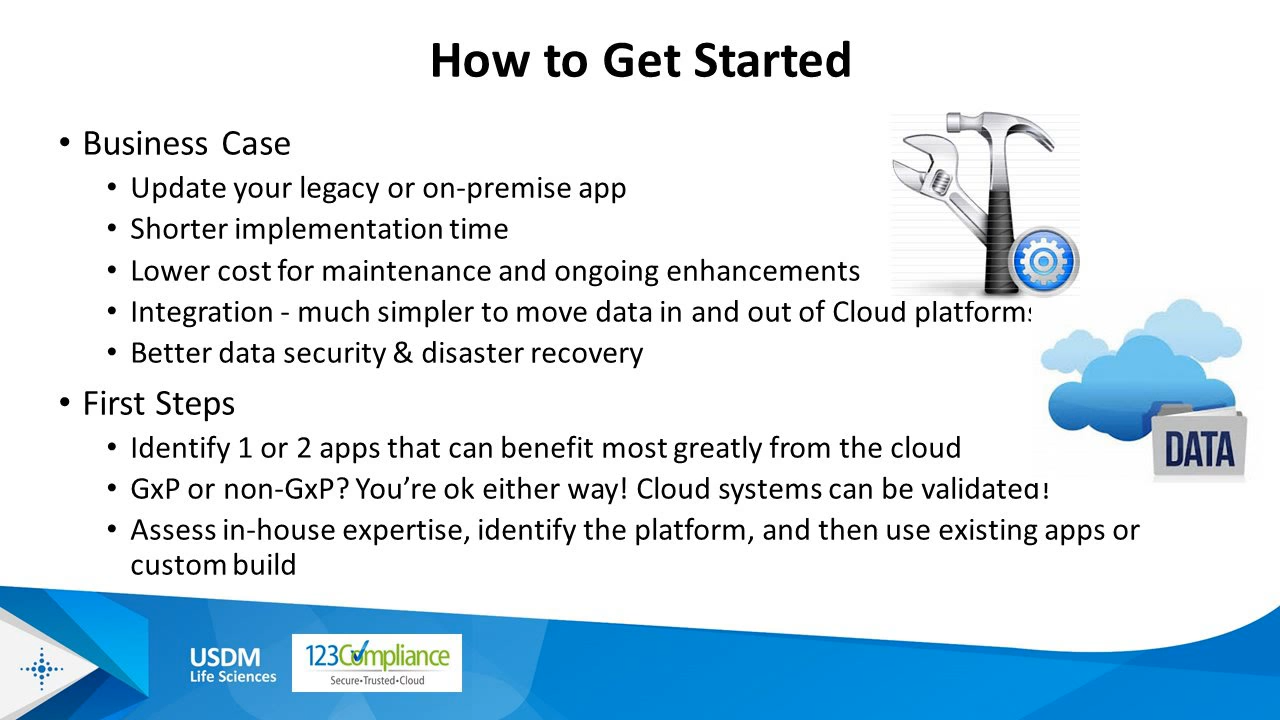 How to Get Started
• Business Case
• Update your legacy or on-premise app
• Shorter implementation time
• Lower cost for maintenance and ongoing enhancements
• Integration - much simpler to move data in and out of Cloud platforms
• Better data security & disaster recovery
• First Steps
• Identify 1 or 2 apps that can benefit most greatly from the cloud
• GxP or non-GxP? You’re ok either way! Cloud systems can be validated!
• Assess in-house expertise, identify the platform, and then use existing apps or
custom build
DATA
USDM
Life Sciences
123Compliance
Secure•Trusted•Cloud